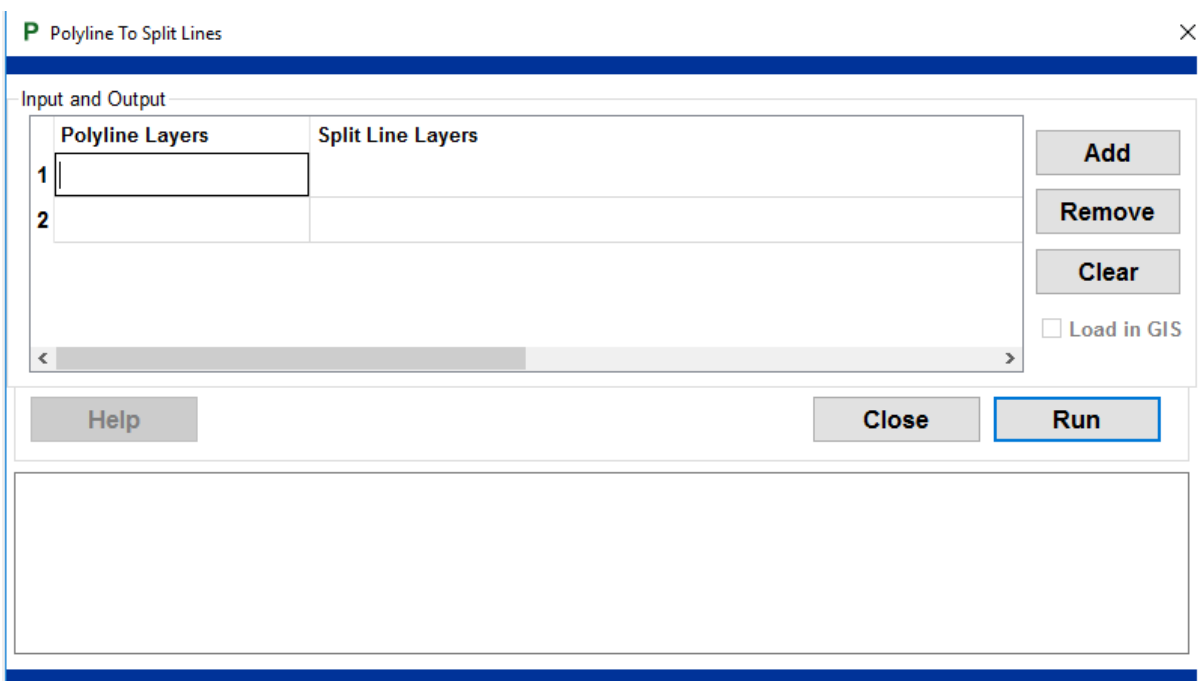 P Polyline To Split Lines
Input and Output
Polyline Layers Split Line Layers
1
2
Add
Remove
Clear
Load in GIS
Help Close Run